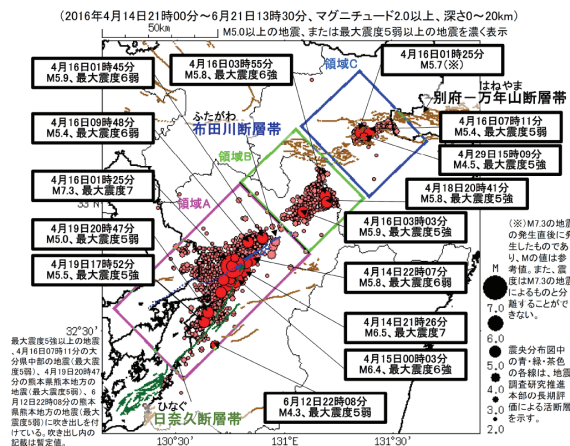 (2016年4月14日21時00分～6月21日13時30分、マグニチュード2.0以上、深さ0～20km)
50km
M5.0以上の地震、または最大震度5弱以上の地震を濃く表示
4月16日01時45分
M5.9、最大震度6弱
4月16日03時55分
M5.8、最大震度6強
4月16日01時25分
M5.7(※)
領域C
はねやま
別府－万年山断層帯
4月16日09時48分
M5.4、最大震度6弱
ふたがわ
布田川断層帯
4月16日07時11分
M5.4、最大震度5弱
領域B
4月29日15時09分
M4.5、最大震度5強
4月16日01時25分
M7.3、最大震度7
33°N
領域A
4月18日20時41分
M5.8、最大震度5強
4月19日20時47分
M5.0、最大震度5弱
4月16日03時03分
M5.9、最大震度5強
4月19日17時52分
M5.5、最大震度5強
4月14日22時07分
M5.8、最大震度6弱
4月14日21時26分
M6.5、最大震度7
4月15日00時03分
M6.4、最大震度6強
6月12日22時08分
M4.3、最大震度5弱
32°30'
最大震度5強以上の地震、
4月16日07時11分の大
分県中部の地震(最大震
度5弱)、4月19日20時47
分の熊本県熊本地方の
地震(最大震度5弱)、6
月12日22時08分の熊本
県熊本地方の地震(最大
震度5弱)に吹き出しを付
けている。吹き出し内の
記載は暫定値。
ひなぐ
日奈久断層帯
130°30'
131°E
131°30'
(※)M7.3の地震
の発生直後に発
生したものであ
り、Mの値は参
考値。また、震
度はM7.3の地震
によるものと分
離することがで
きない。
M
7.0
6.0
5.0
4.0
3.0
2.0
震央分布図中
の青・緑・茶色
の各線は、地震
調査研究推進
本部の長期評
価による活断層
を示す。